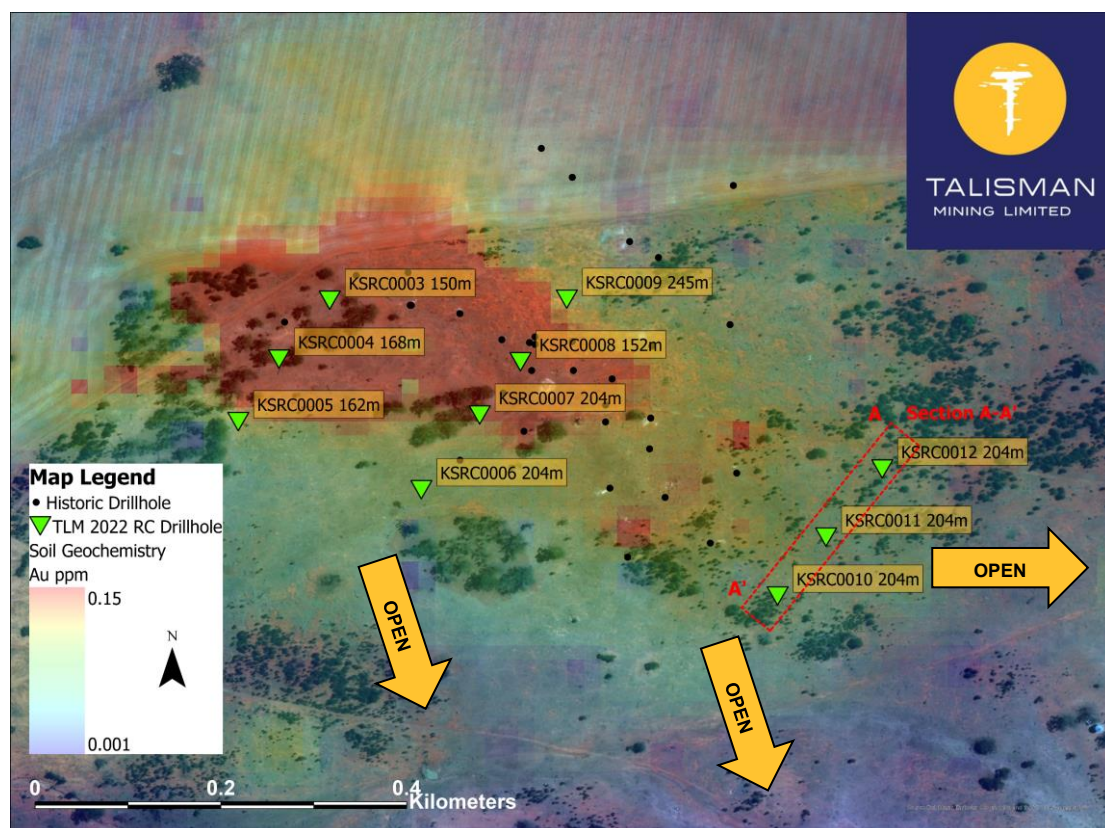 TALISMAN
MINING LIMITED
KSRC0003 150m
KSRC0009 245m
KSRC0004 168m
KSRC0008 152m
KSRC0005 162m
KSRC0007 204m
A
Section A-A'
KSRC0012 204m
KSRC0006 204m
KSRC0011 204m
A'
KSRC0010 204m
OPEN
OPEN
OPEN
Map Legend
Historic Drillhole
TLM 2022 RC Drillhole
Soil Geochemistry
Au ppm
0.15
0.001
N
0 0.2 0.4
Kilometers